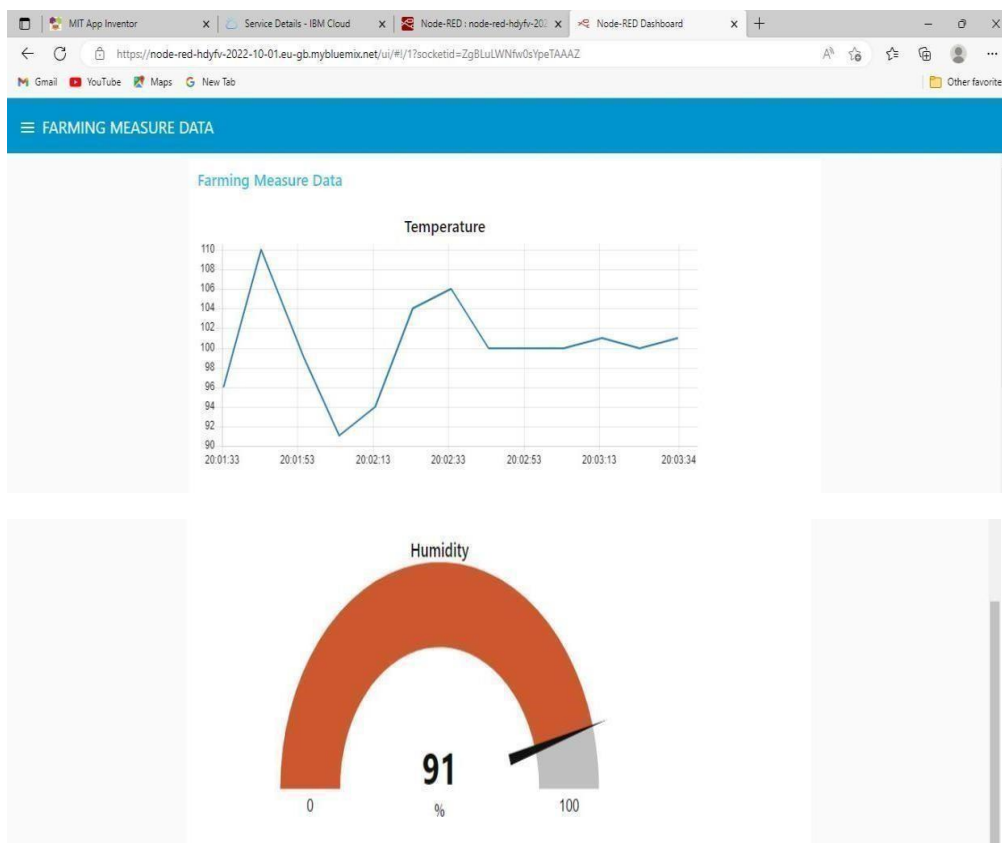 MIT App Inventor Service Details - IBM Cloud Node-RED : node-red-hdyfv-202 Node-RED Dashboard
https://node-red-hdyfv-2022-10-01.eu-gb.mybluemix.net/ui/#!/1?socketid=ZgBLuLWNfw0sYpeTAAAZ
Gmail YouTube Maps New Tab Other favorite
FARMING MEASURE DATA
Farming Measure Data
Temperature
110
108
106
104
102
100
98
96
94
92
90
20:01:33 20:01:53 20:02:13 20:02:33 20:02:53 20:03:13 20:03:34
Humidity
91
%
0 100